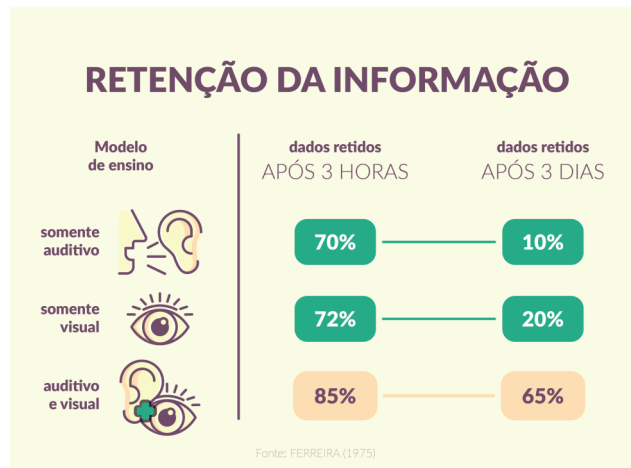 RETENÇÃO DA INFORMAÇÃO
Modelo
de ensino
dados retidos
APÓS 3 HORAS
dados retidos
APÓS 3 DIAS
somente
auditivo
70%
10%
somente
visual
72%
20%
auditivo
e visual
85%
65%
Fonte: FERREIRA (1975)